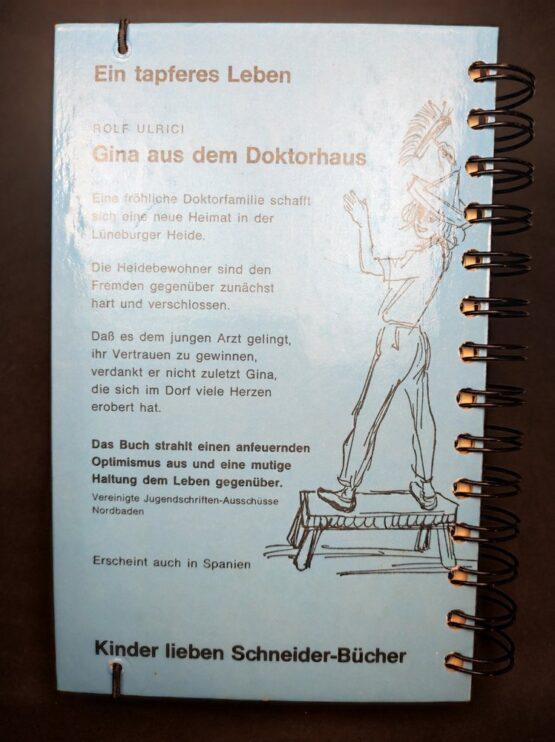 Ein tapferes Leben
ROLF ULRICI
Gina aus dem Doktorhaus
Eine fröhliche Doktorfamilie schafft
sich eine neue Heimat in der
Lüneburger Heide.
Die Heidebewohner sind den
Fremden gegenüber zunächst
hart und verschlossen.
Daß es dem jungen Arzt gelingt,
ihr Vertrauen zu gewinnen,
verdankt er nicht zuletzt Gina,
die sich im Dorf viele Herzen
erobert hat.
Das Buch strahlt einen anfeuernden
Optimismus aus und eine mutige
Haltung dem Leben gegenüber.
Vereinigte Jugendschriften-Ausschüsse
Nordbaden
Erscheint auch in Spanien
Kinder lieben Schneider-Bücher